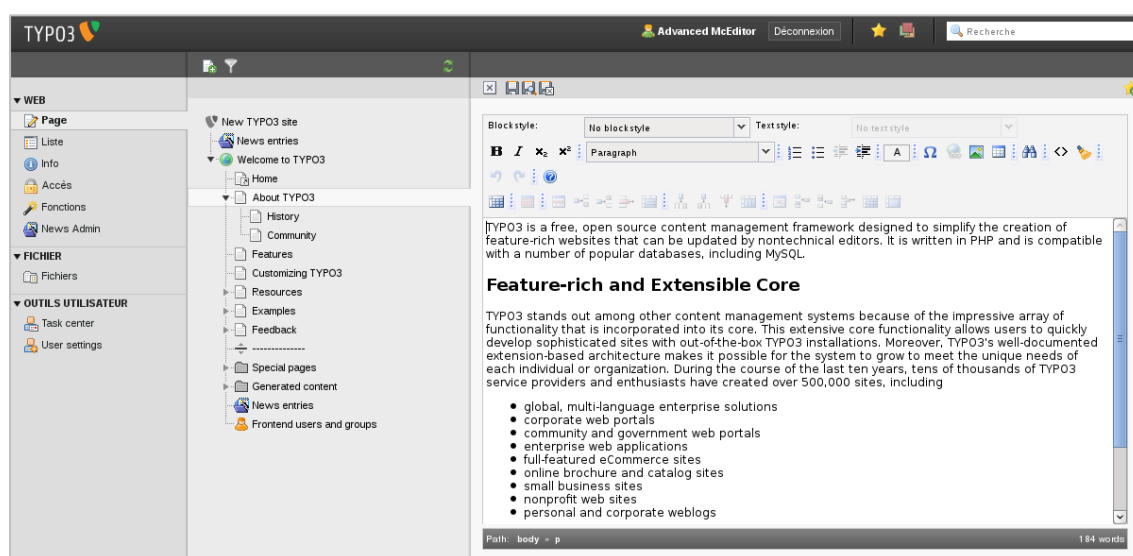 TYPO3
Advanced McEditor Déconnexion Recherche
WEB
Page
Liste
Info
Accès
Fonctions
News Admin
FICHIER
Fichiers
OUTILS UTILISATEUR
Task center
User settings
New TYPO3 site
News entries
Welcome to TYPO3
Home
About TYPO3
History
Community
Features
Customizing TYPO3
Resources
Examples
Feedback
--------------
Special pages
Generated content
News entries
Frontend users and groups
Blockstyle: No blockstyle Textstyle: No text style
B I x₂ x² Paragraph A Ω
TYPO3 is a free, open source content management framework designed to simplify the creation of
feature-rich websites that can be updated by nontechnical editors. It is written in PHP and is compatible
with a number of popular databases, including MySQL.
Feature-rich and Extensible Core
TYPO3 stands out among other content management systems because of the impressive array of
functionality that is incorporated into its core. This extensive core functionality allows users to quickly
develop sophisticated sites with out-of-the-box TYPO3 installations. Moreover, TYPO3's well-documented
extension-based architecture makes it possible for the system to grow to meet the unique needs of
each individual or organization. During the course of the last ten years, tens of thousands of TYPO3
service providers and enthusiasts have created over 500,000 sites, including
• global, multi-language enterprise solutions
• corporate web portals
• community and government web portals
• enterprise web applications
• full-featured eCommerce sites
• online brochure and catalog sites
• small business sites
• nonprofit web sites
• personal and corporate weblogs
Path: body » p 184 words